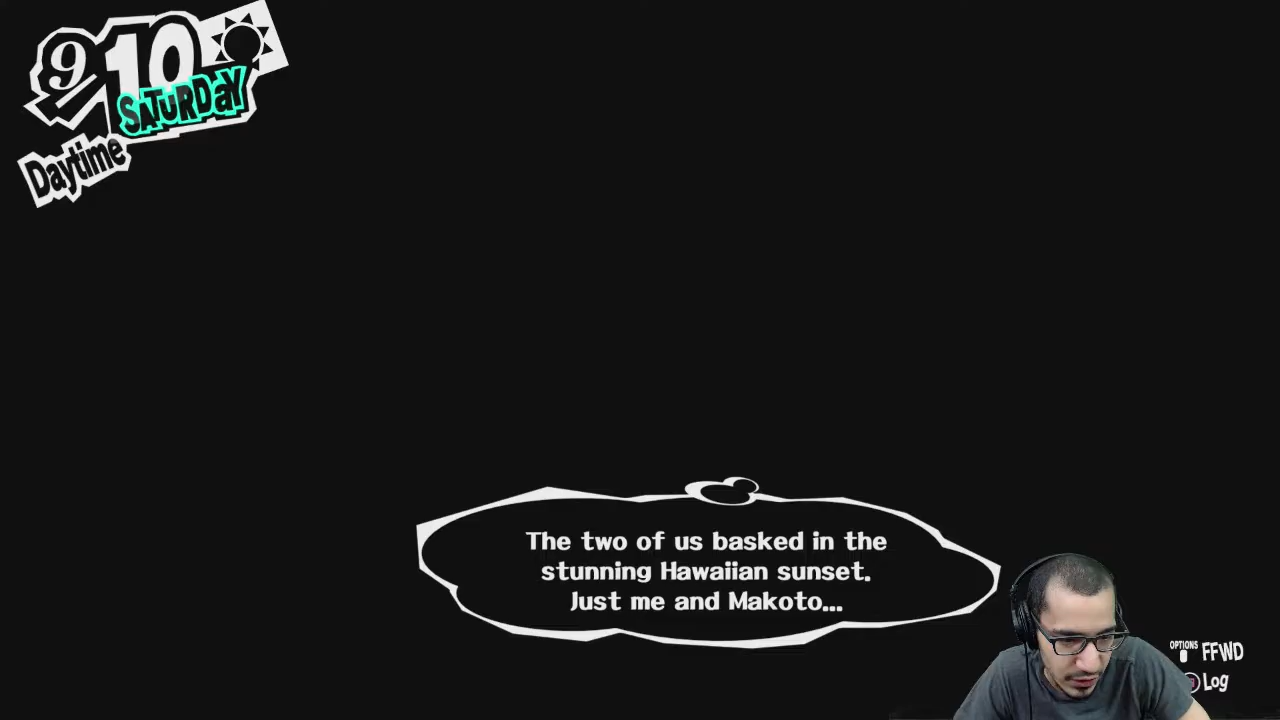 9/10
SATURDAY
Daytime
The two of us basked in the
stunning Hawaiian sunset.
Just me and Makoto...
OPTIONS FFWD
Log